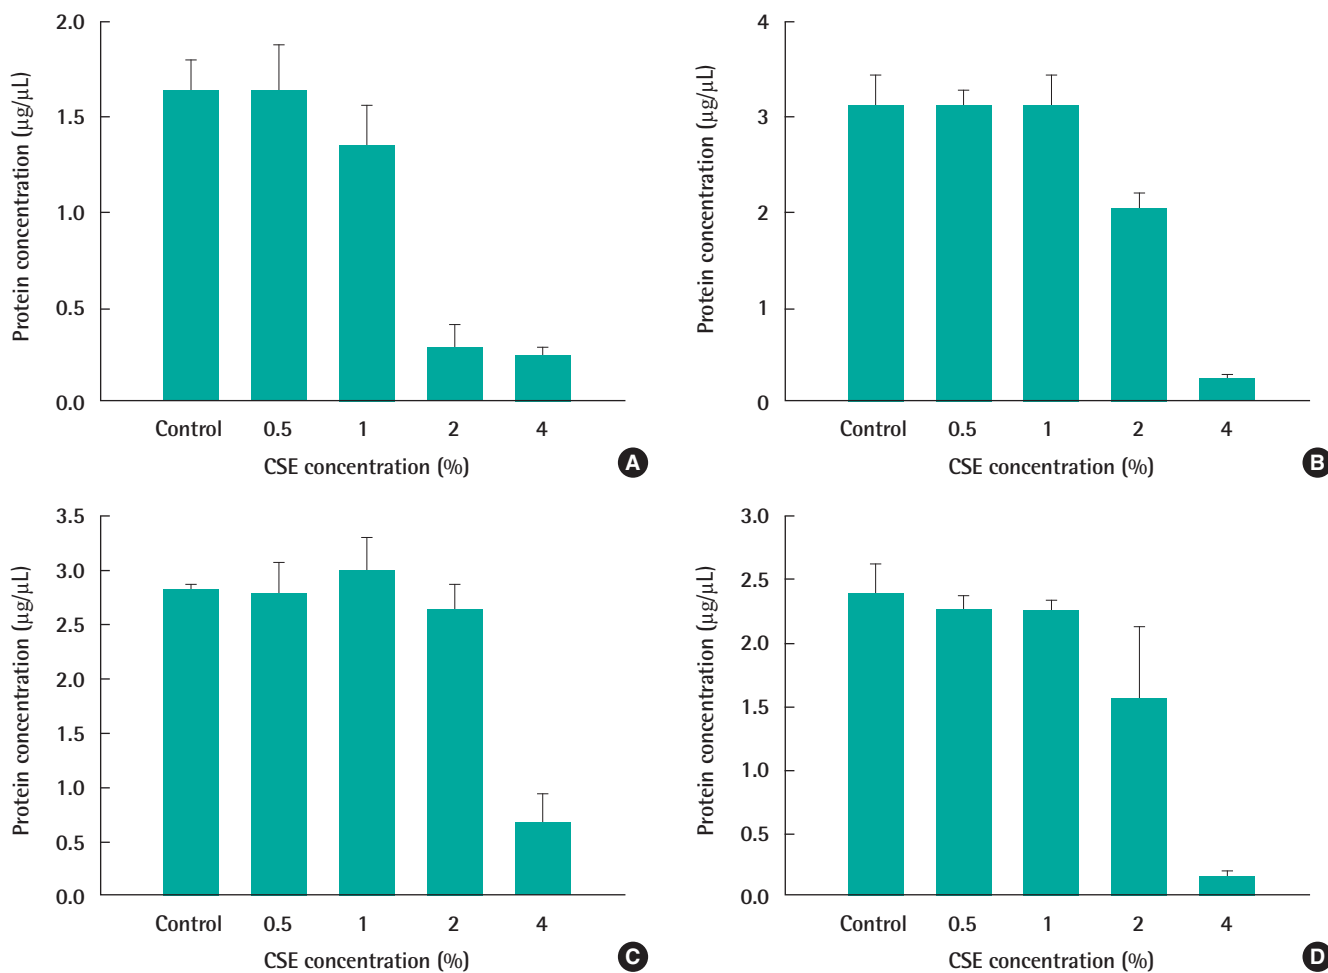 2.0
1.5
1.0
0.5
0.0
Protein concentration (µg/µL)
Control 0.5 1 2 4
CSE concentration (%)
A
4
3
2
1
0
Protein concentration (µg/µL)
Control 0.5 1 2 4
CSE concentration (%)
B
3.5
3.0
2.5
2.0
1.5
1.0
0.5
0.0
Protein concentration (µg/µL)
Control 0.5 1 2 4
CSE concentration (%)
C
3.0
2.5
2.0
1.5
1.0
0.5
0.0
Protein concentration (µg/µL)
Control 0.5 1 2 4
CSE concentration (%)
D